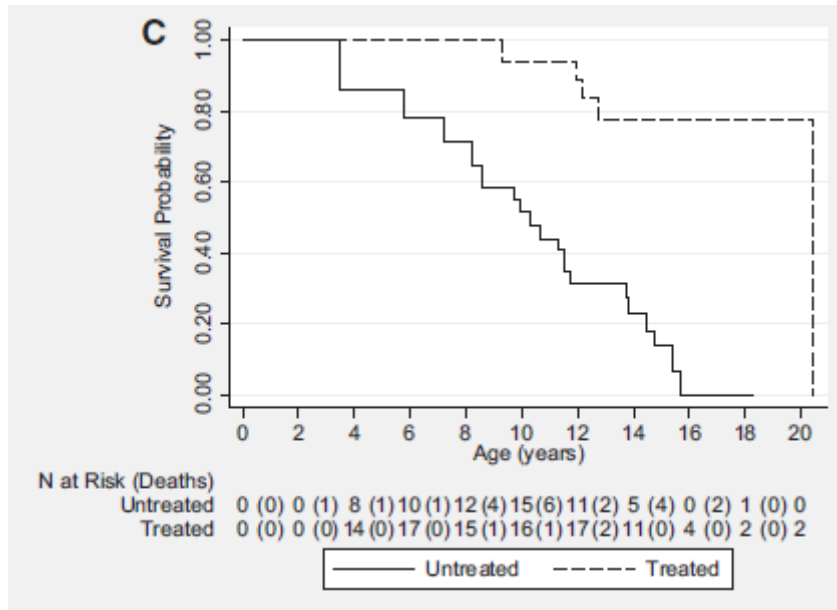 C
1.00
0.80
0.60
0.40
0.20
0.00
Survival Probability
0 2 4 6 8 10 12 14 16 18 20
Age (years)
N at Risk (Deaths)
Untreated 0 (0) 0 (1) 8 (1) 10 (1) 12 (4) 15 (6) 11 (2) 5 (4) 0 (2) 1 (0) 0
Treated 0 (0) 0 (0) 14 (0) 17 (0) 15 (1) 16 (1) 17 (2) 11 (0) 4 (0) 2 (0) 2
Untreated Treated